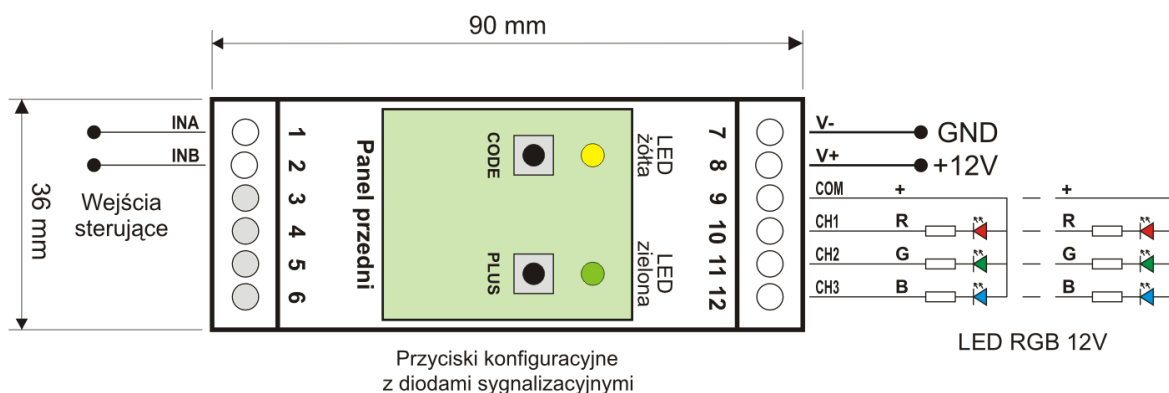 90 mm
36 mm
INA
INB
Wejścia
sterujące
1
2
3
4
5
6
Panel przedni
CODE
LED
żółta
PLUS
LED
zielona
7
8
9
10
11
12
V-
GND
V+
+12V
COM + +
CH1 R R
CH2 G G
CH3 B B
LED RGB 12V
Przyciski konfiguracyjne
z diodami sygnalizacyjnymi